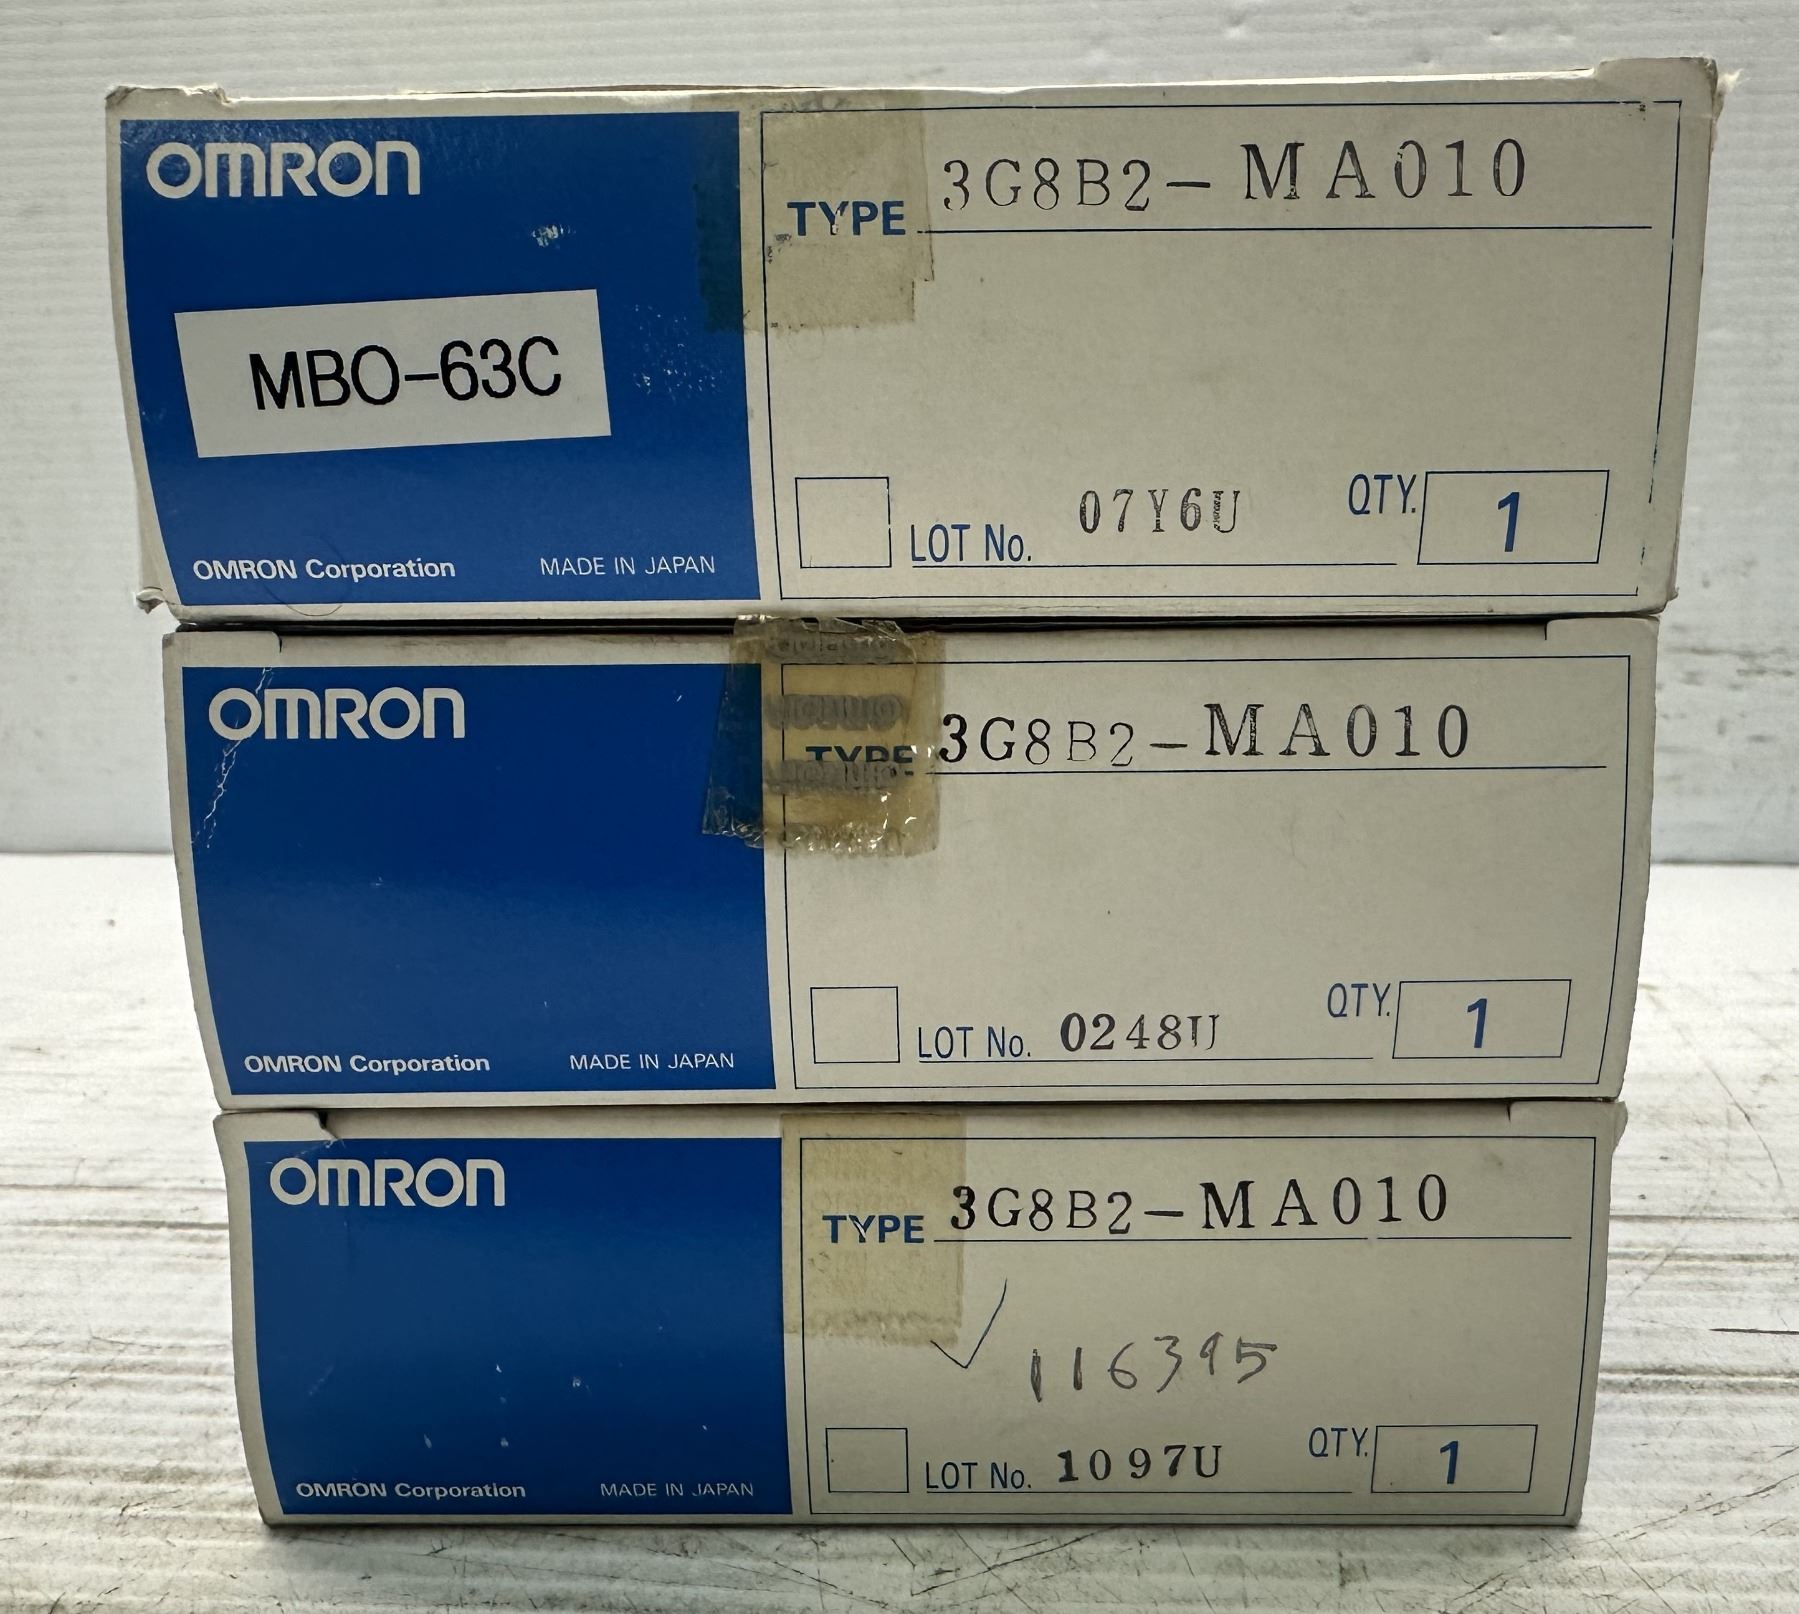 OMRON
TYPE 3G8B2-MA010
MBO-63C
LOT No. 07Y6U QTY. 1
OMRON Corporation MADE IN JAPAN
OMRON
TYPE 3G8B2-MA010
LOT No. 0248U QTY. 1
OMRON Corporation MADE IN JAPAN
OMRON
TYPE 3G8B2-MA010
116395
LOT No. 1097U QTY. 1
OMRON Corporation MADE IN JAPAN